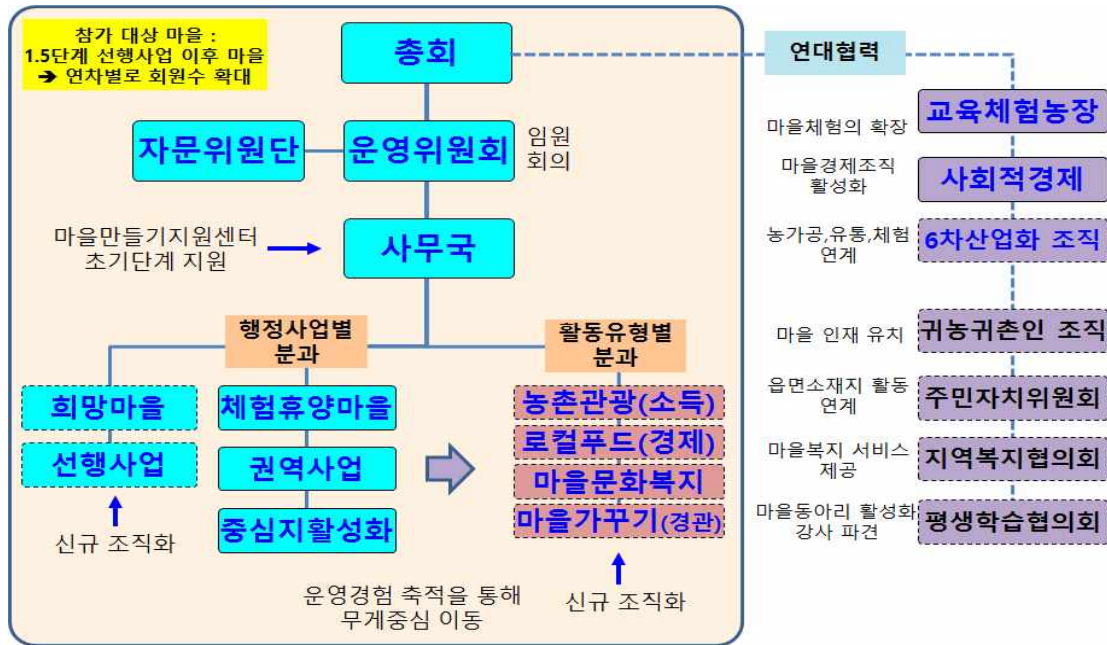 참가 대상 마을 :
1.5단계 선행사업 이후 마을
➔ 연차별로 회원수 확대
총회
연대협력
자문위원단
운영위원회
임원
회의
마을만들기지원센터
초기단계 지원
사무국
행정사업별
분과
활동유형별
분과
희망마을
선행사업
신규 조직화
체험휴양마을
권역사업
중심지활성화
농촌관광(소득)
로컬푸드(경제)
마을문화복지
마을가꾸기(경관)
신규 조직화
운영경험 축적을 통해
무게중심 이동
마을체험의 확장
교육체험농장
마을경제조직
활성화
사회적경제
농가공,유통,체험
연계
6차산업화 조직
마을 인재 유치
귀농귀촌인 조직
읍면소재지 활동
연계
주민자치위원회
마을복지 서비스
제공
지역복지협의회
마을동아리 활성화
강사 파견
평생학습협의회